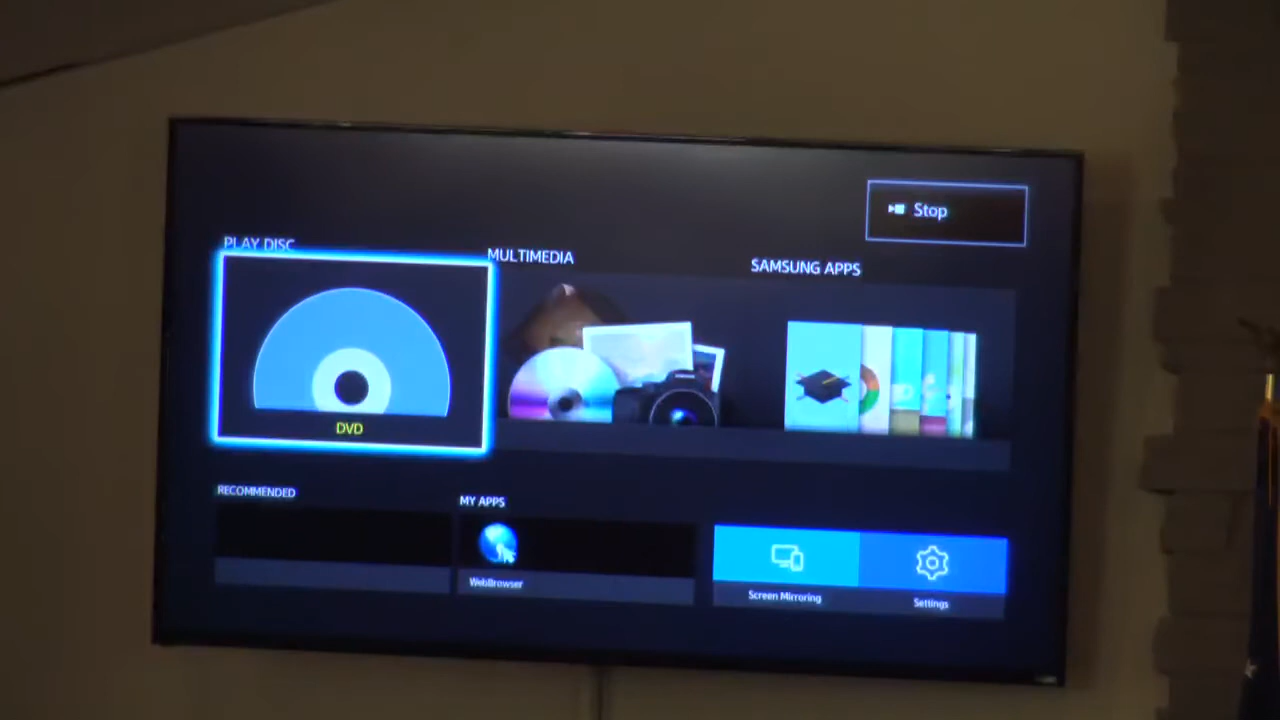 Stop
PLAY DISC
MULTIMEDIA
SAMSUNG APPS
DVD
RECOMMENDED
MY APPS
WebBrowser
Screen Mirroring
Settings